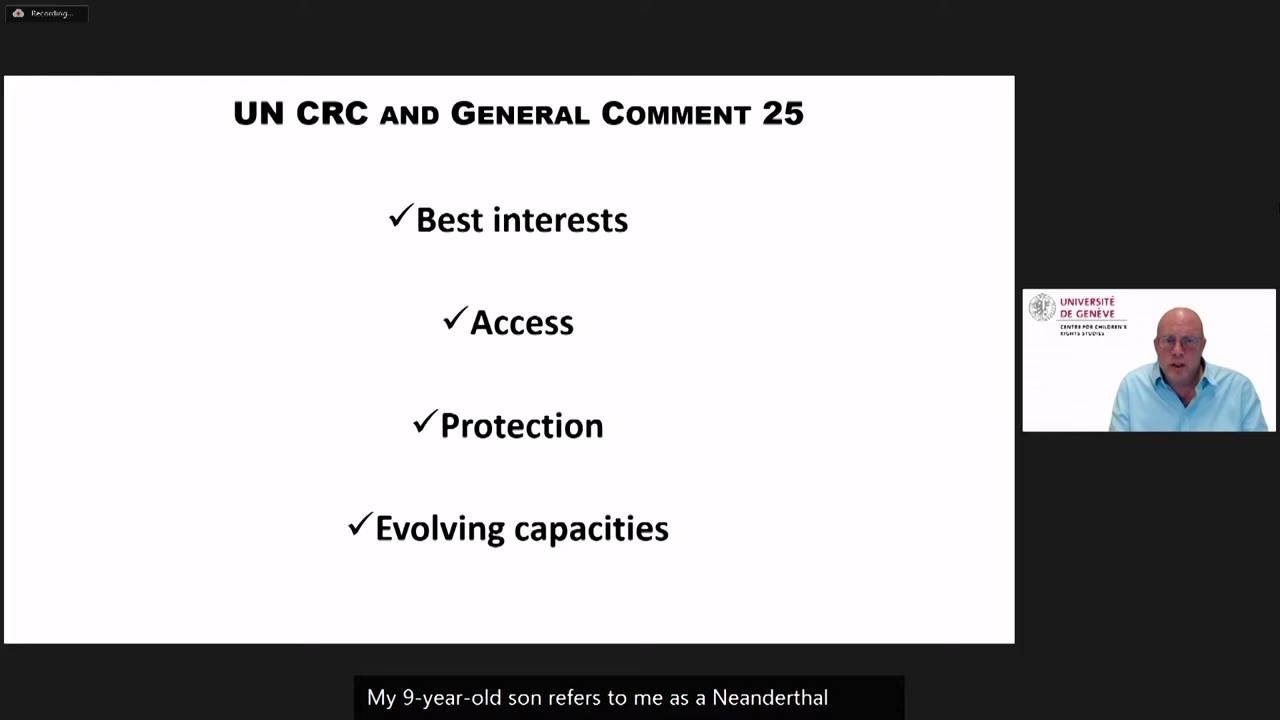 Recording...
UN CRC AND GENERAL COMMENT 25
✓Best interests
✓Access
✓Protection
✓Evolving capacities
UNIVERSITÉ
DE GENÈVE
CENTRE FOR CHILDREN'S
RIGHTS STUDIES
My 9-year-old son refers to me as a Neanderthal